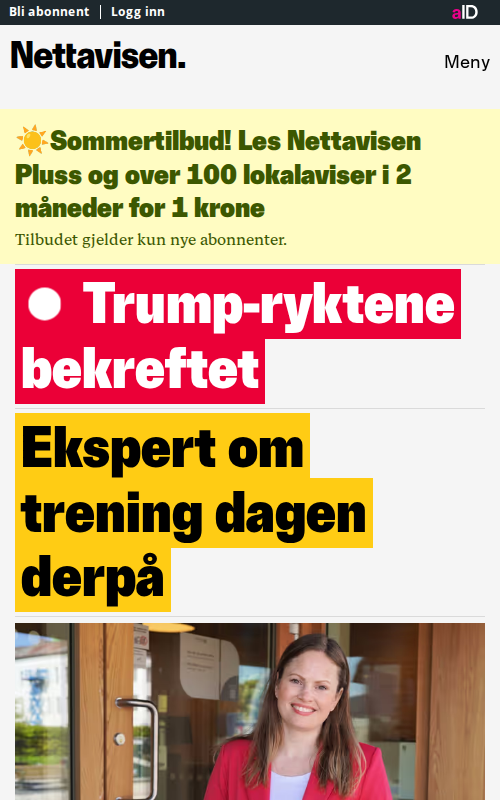 Bli abonnent | Logg inn aID
Nettavisen.
Meny
☀️Sommertilbud! Les Nettavisen
Pluss og over 100 lokalaviser i 2
måneder for 1 krone
Tilbudet gjelder kun nye abonnenter.
Trump-ryktene
bekreftet
Ekspert om
trening dagen
derpå